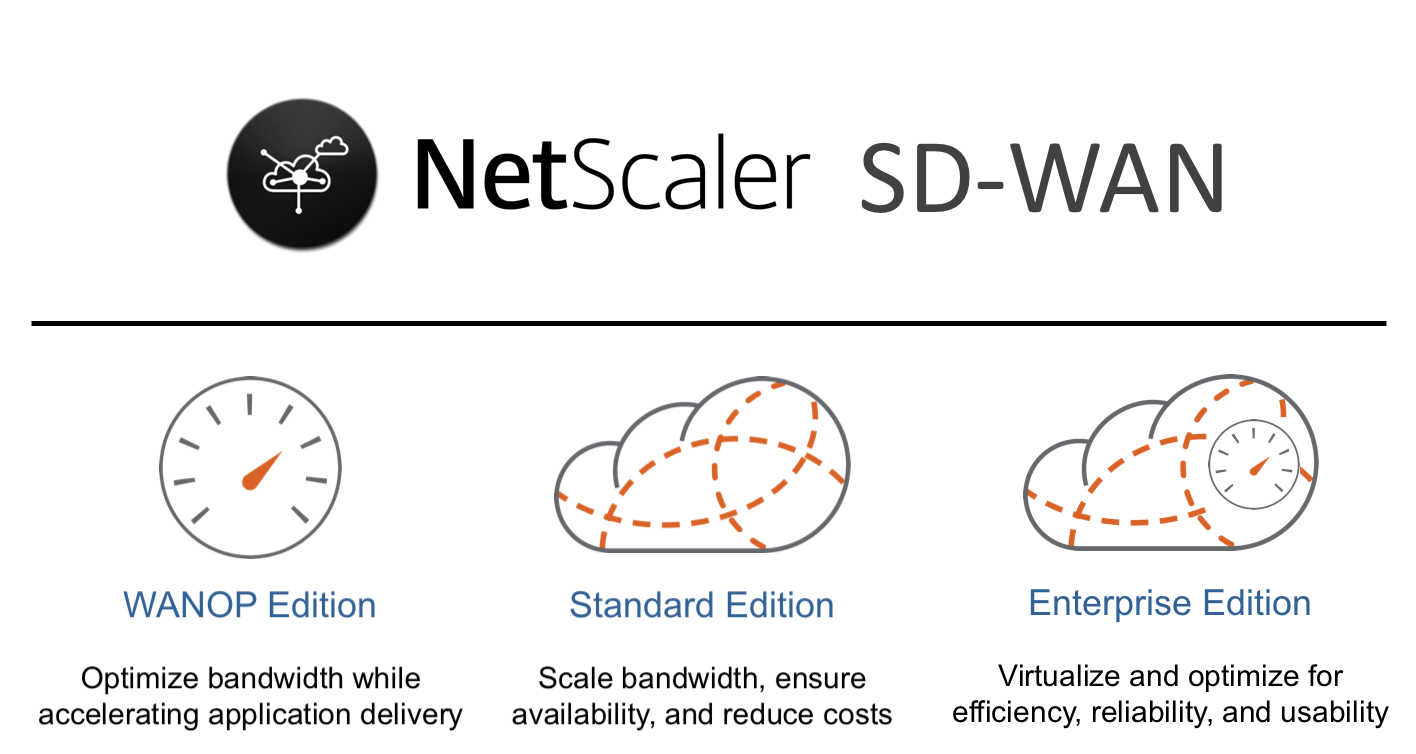 NetScaler SD-WAN
WANOP Edition
Optimize bandwidth while
accelerating application delivery
Standard Edition
Scale bandwidth, ensure
availability, and reduce costs
Enterprise Edition
Virtualize and optimize for
efficiency, reliability, and usability